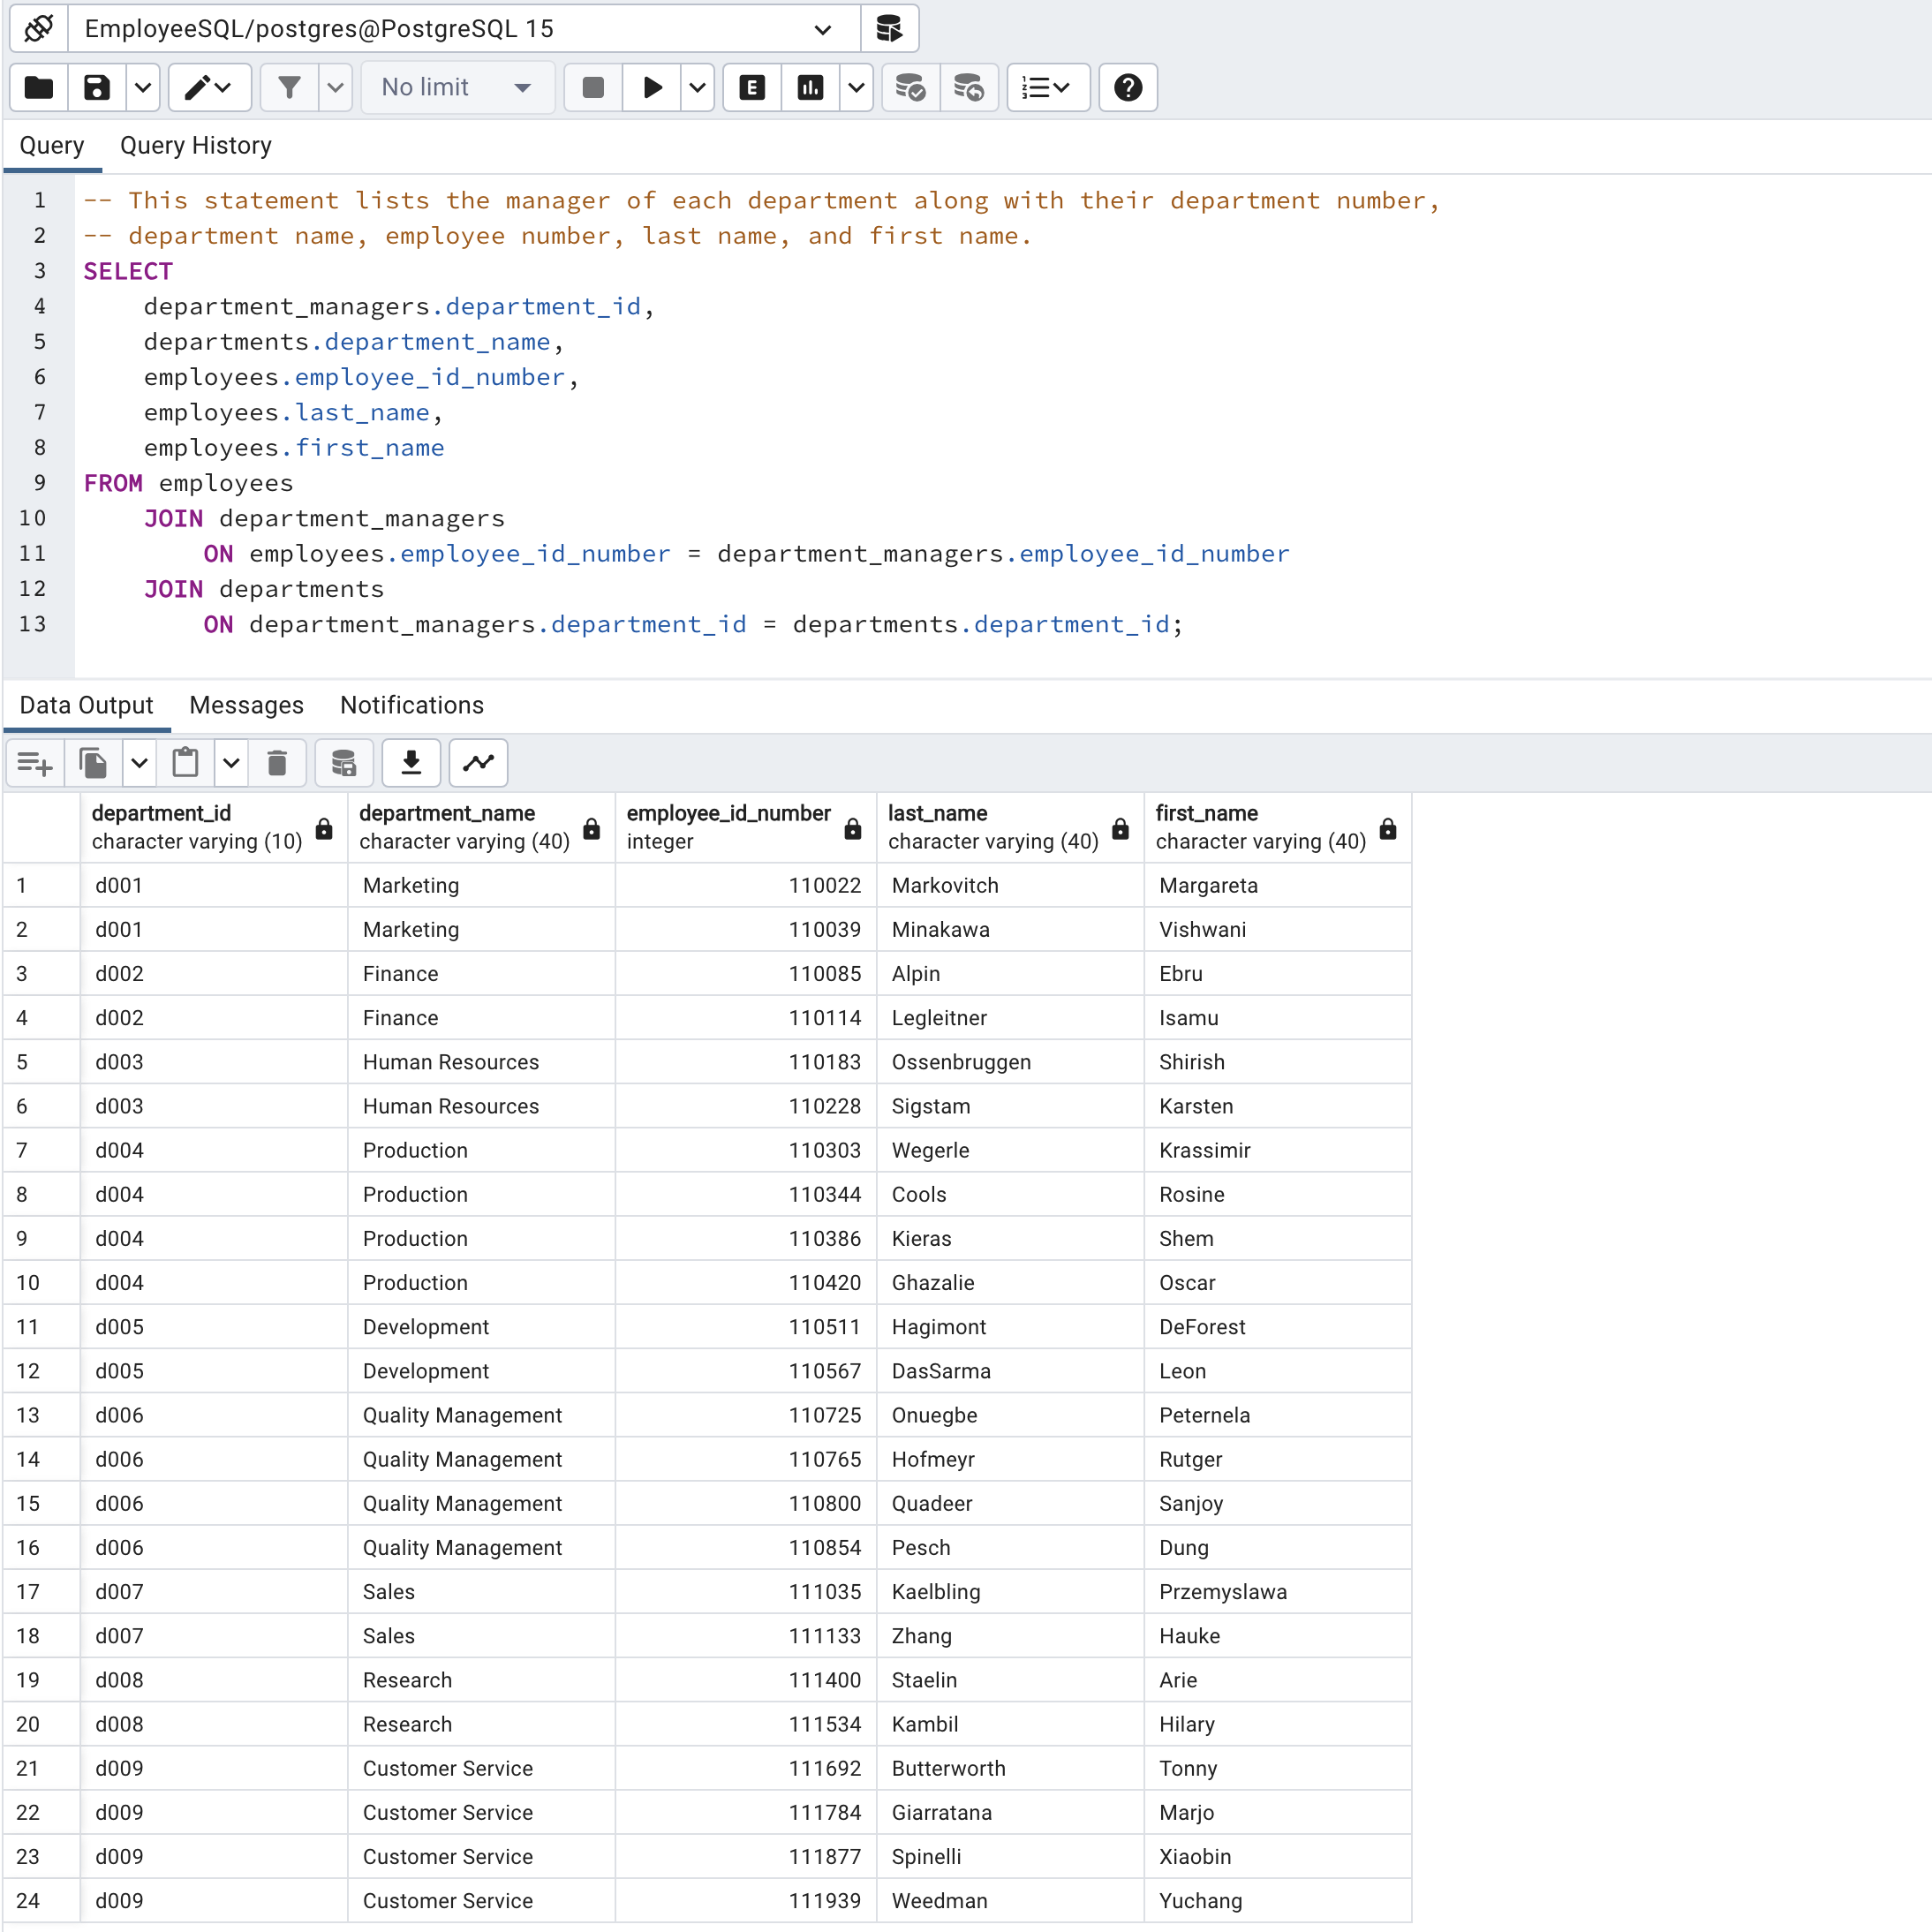 EmployeeSQL/postgres@PostgreSQL 15
No limit E ?
Query Query History
1 -- This statement lists the manager of each department along with their department number,
2 -- department name, employee number, last name, and first name.
3 SELECT
4 department_managers.department_id,
5 departments.department_name,
6 employees.employee_id_number,
7 employees.last_name,
8 employees.first_name
9 FROM employees
10 JOIN department_managers
11 ON employees.employee_id_number = department_managers.employee_id_number
12 JOIN departments
13 ON department_managers.department_id = departments.department_id;
Data Output Messages Notifications
department_id department_name employee_id_number last_name first_name
character varying (10) character varying (40) integer character varying (40) character varying (40)
1 d001 Marketing 110022 Markovitch Margareta
2 d001 Marketing 110039 Minakawa Vishwani
3 d002 Finance 110085 Alpin Ebru
4 d002 Finance 110114 Legleitner Isamu
5 d003 Human Resources 110183 Ossenbruggen Shirish
6 d003 Human Resources 110228 Sigstam Karsten
7 d004 Production 110303 Wegerle Krassimir
8 d004 Production 110344 Cools Rosine
9 d004 Production 110386 Kieras Shem
10 d004 Production 110420 Ghazalie Oscar
11 d005 Development 110511 Hagimont DeForest
12 d005 Development 110567 DasSarma Leon
13 d006 Quality Management 110725 Onuegbe Peternela
14 d006 Quality Management 110765 Hofmeyr Rutger
15 d006 Quality Management 110800 Quadeer Sanjoy
16 d006 Quality Management 110854 Pesch Dung
17 d007 Sales 111035 Kaelbling Przemyslawa
18 d007 Sales 111133 Zhang Hauke
19 d008 Research 111400 Staelin Arie
20 d008 Research 111534 Kambil Hilary
21 d009 Customer Service 111692 Butterworth Tonny
22 d009 Customer Service 111784 Giarratana Marjo
23 d009 Customer Service 111877 Spinelli Xiaobin
24 d009 Customer Service 111939 Weedman Yuchang